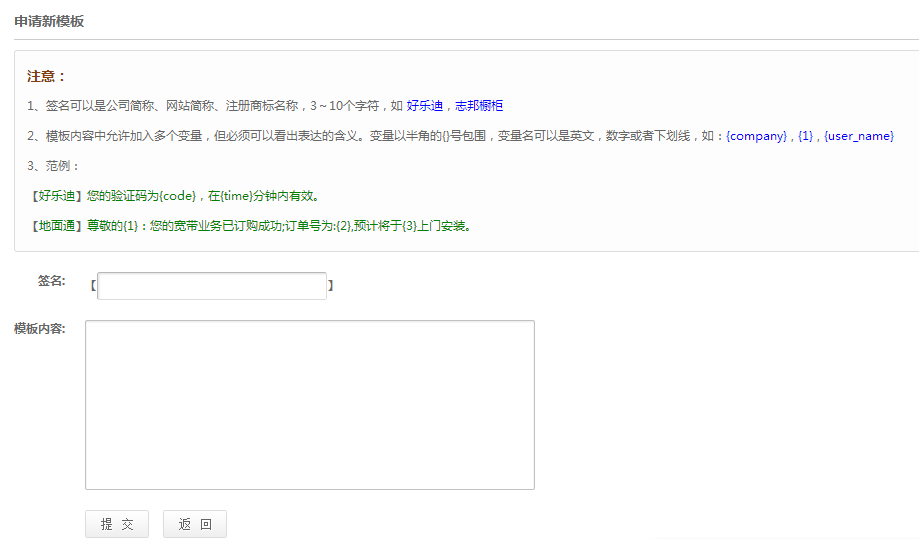 申请新模板
注意：
1、签名可以是公司简称、网站简称、注册商标名称，3～10个字符，如 好乐迪，志邦橱柜
2、模板内容中允许加入多个变量，但必须可以看出表达的含义。变量以半角的{}号包围，变量名可以是英文，数字或者下划线，如：{company}，{1}，{user_name}
3、范例：
【好乐迪】您的验证码为{code}，在{time}分钟内有效。
【地面通】尊敬的{1}：您的宽带业务已订购成功;订单号为:{2},预计将于{3}上门安装。
签名: 【 】
模板内容:
提 交 返 回